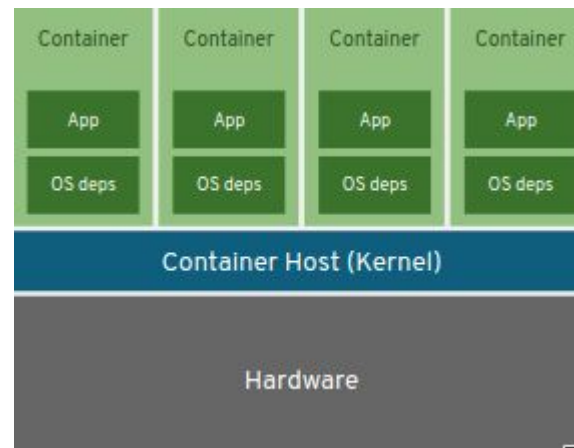 Container Container Container Container
App App App App
OS deps OS deps OS deps OS deps
Container Host (Kernel)
Hardware